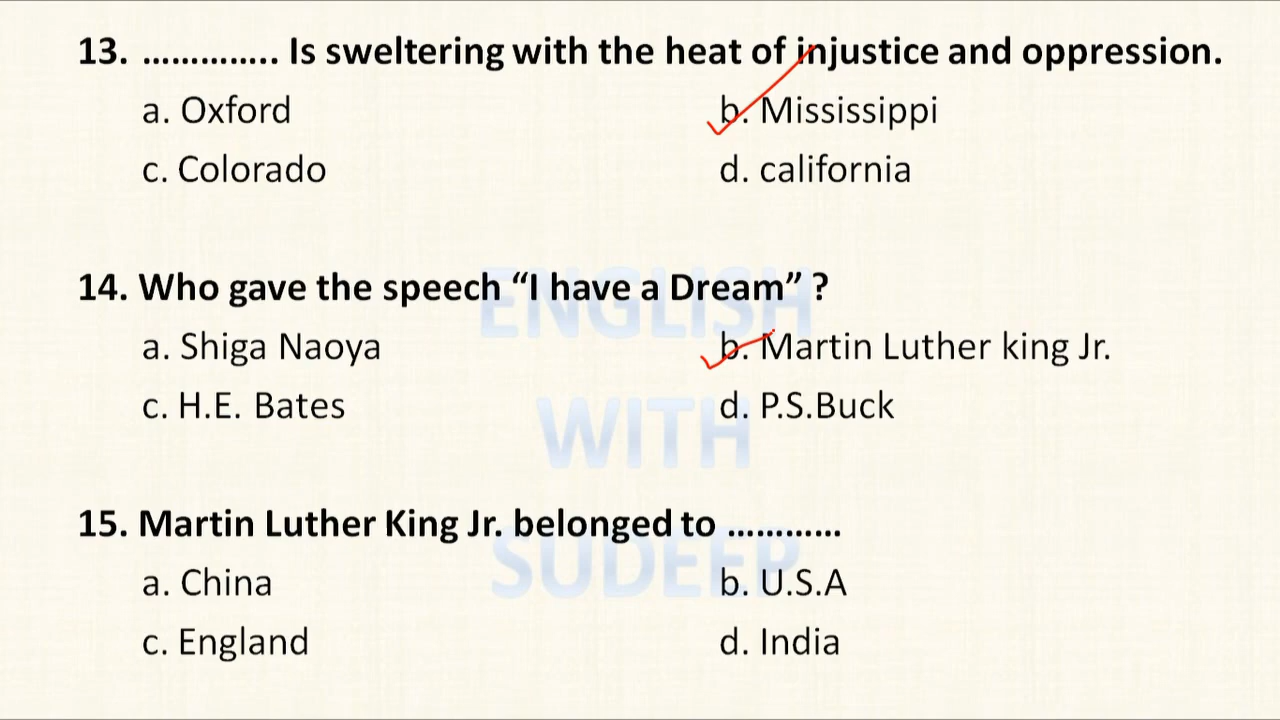 13. .............. Is sweltering with the heat of injustice and oppression.
a. Oxford b. Mississippi
c. Colorado d. california
14. Who gave the speech “I have a Dream” ?
a. Shiga Naoya b. Martin Luther king Jr.
c. H.E. Bates d. P.S.Buck
15. Martin Luther King Jr. belonged to ............
a. China b. U.S.A
c. England d. India
ENGLISH
WITH
SUDEEP